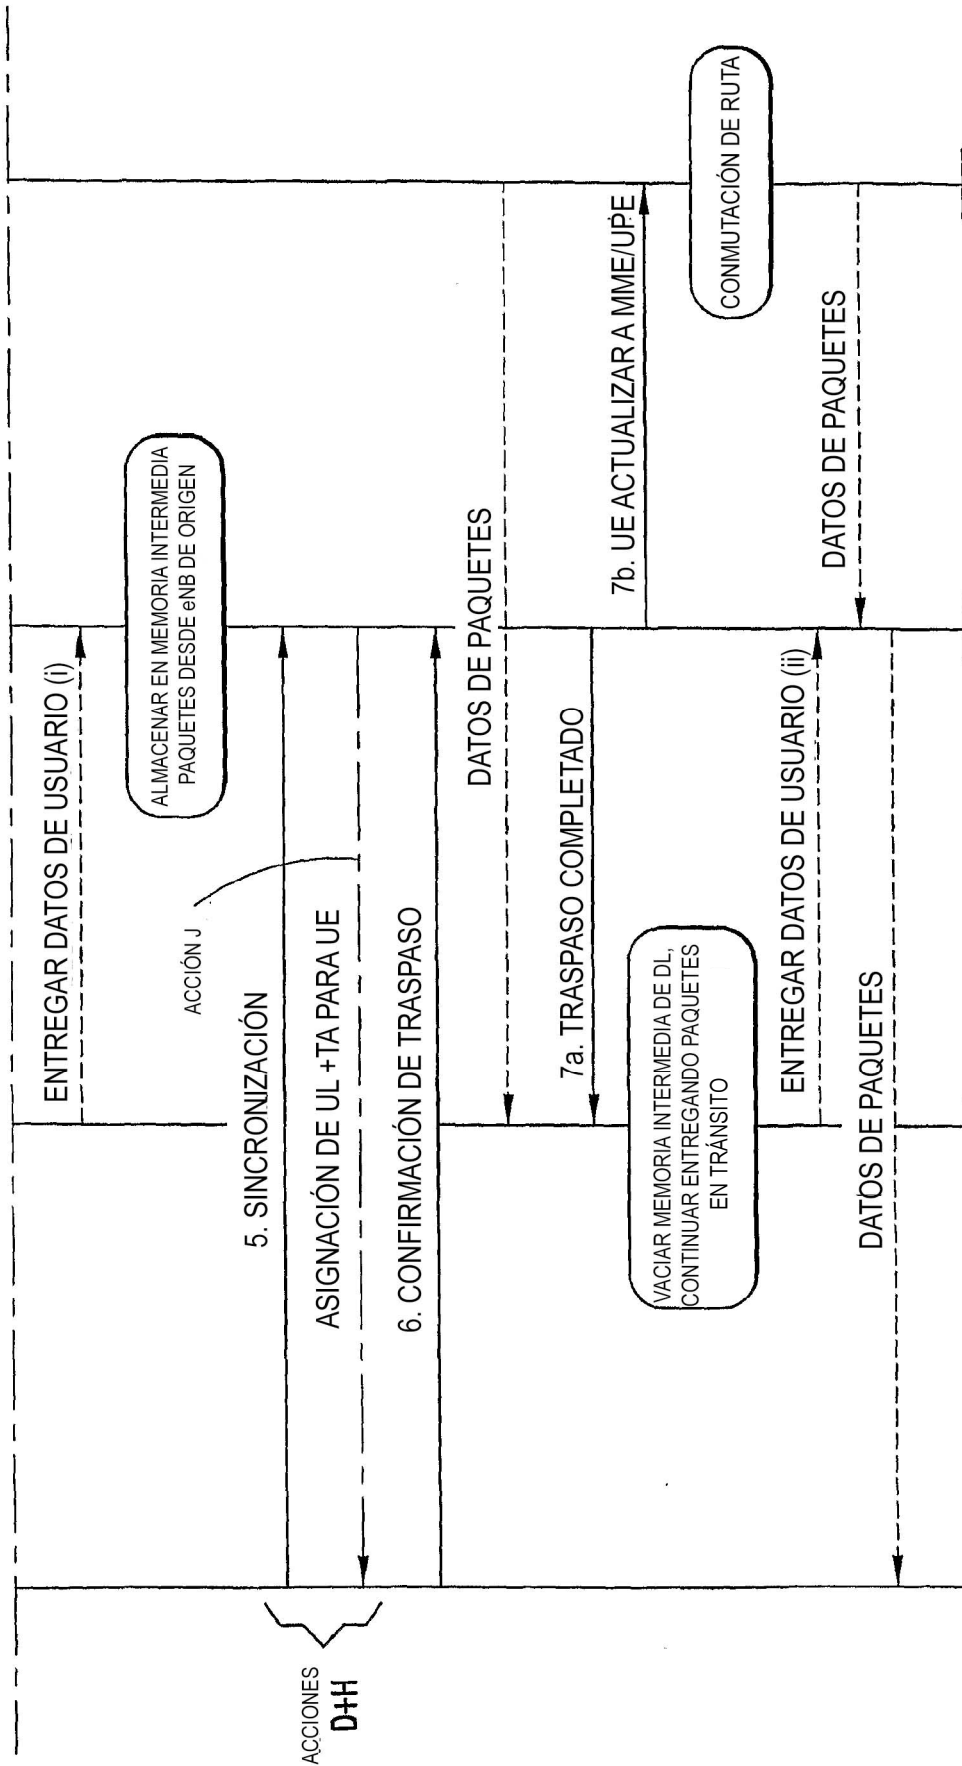 ENTREGAR DATOS DE USUARIO (i)
ALMACENAR EN MEMORIA INTERMEDIA
PAQUETES DESDE eNB DE ORIGEN
ACCIÓN J
5. SINCRONIZACIÓN
ASIGNACIÓN DE UL +TA PARA UE
ACCIONES
D+H
6. CONFIRMACIÓN DE TRASPASO
DATOS DE PAQUETES
7a. TRASPASO COMPLETADO
7b. UE ACTUALIZAR A MME/UPE
VACIAR MEMORIA INTERMEDIA DE DL,
CONTINUAR ENTREGANDO PAQUETES
EN TRÁNSITO
CONMUTACIÓN DE RUTA
ENTREGAR DATOS DE USUARIO (ii)
DATOS DE PAQUETES
DATOS DE PAQUETES